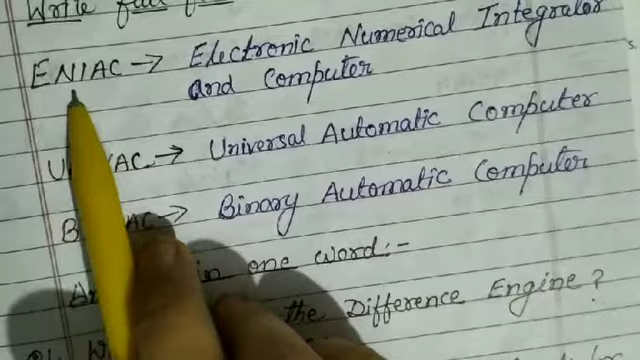 Write full
ENIAC → Electronic Numerical Integrator
and Computer
AC → Universal Automatic Computer
B AC → Binary Automatic Computer
in one word:-
the Difference Engine?